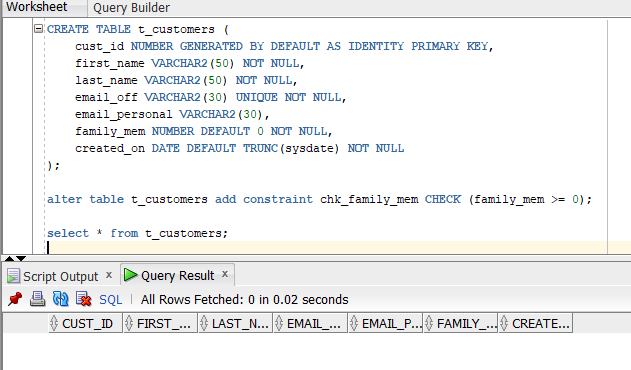 Worksheet Query Builder
CREATE TABLE t_customers (
cust_id NUMBER GENERATED BY DEFAULT AS IDENTITY PRIMARY KEY,
first_name VARCHAR2(50) NOT NULL,
last_name VARCHAR2(50) NOT NULL,
email_off VARCHAR2(30) UNIQUE NOT NULL,
email_personal VARCHAR2(30),
family_mem NUMBER DEFAULT 0 NOT NULL,
created_on DATE DEFAULT TRUNC(sysdate) NOT NULL
);
alter table t_customers add constraint chk_family_mem CHECK (family_mem >= 0);
select * from t_customers;
Script Output x Query Result x
SQL | All Rows Fetched: 0 in 0.02 seconds
CUST_ID FIRST_... LAST_N... EMAIL_... EMAIL_P... FAMILY_... CREATE...